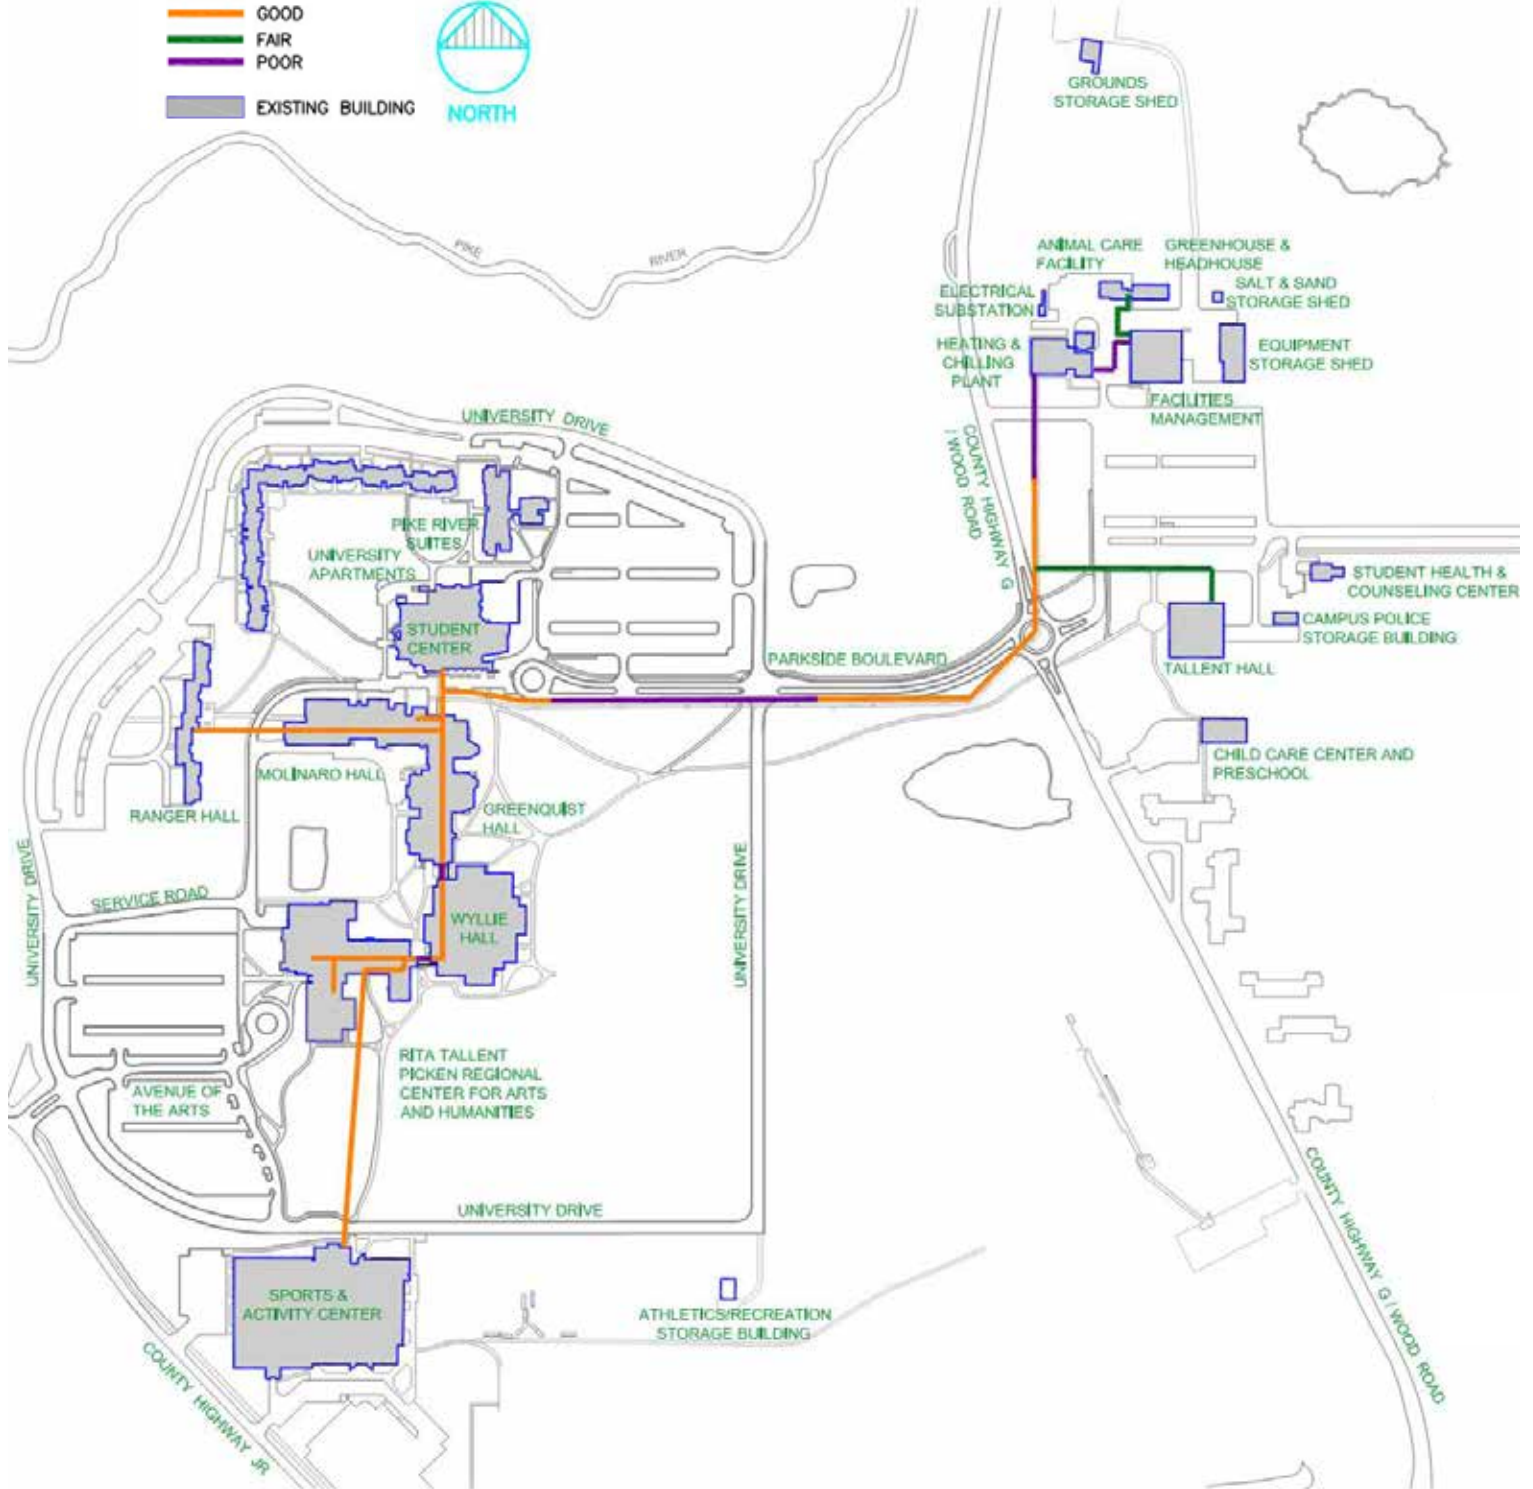 GOOD
FAIR
POOR
EXISTING BUILDING
NORTH
GROUNDS
STORAGE SHED
PIKE
RIVER
ANIMAL CARE
FACILITY
GREENHOUSE &
HEADHOUSE
ELECTRICAL
SUBSTATION
SALT & SAND
STORAGE SHED
HEATING &
CHILLING
PLANT
EQUIPMENT
STORAGE SHED
FACILITIES
MANAGEMENT
UNIVERSITY DRIVE
COUNTY HIGHWAY G
/ WOOD ROAD
PIKE RIVER
SUITES
UNIVERSITY
APARTMENTS
STUDENT HEALTH &
COUNSELING CENTER
STUDENT
CENTER
CAMPUS POLICE
STORAGE BUILDING
PARKSIDE BOULEVARD
TALLENT HALL
CHILD CARE CENTER AND
PRESCHOOL
MOLINARO HALL
RANGER HALL
GREENQUIST
HALL
UNIVERSITY DRIVE
SERVICE ROAD
WYLLIE
HALL
UNIVERSITY DRIVE
RITA TALLENT
PICKEN REGIONAL
CENTER FOR ARTS
AND HUMANITIES
AVENUE OF
THE ARTS
UNIVERSITY DRIVE
COUNTY HIGHWAY G / WOOD ROAD
SPORTS &
ACTIVITY CENTER
ATHLETICS/RECREATION
STORAGE BUILDING
COUNTY HIGHWAY JR